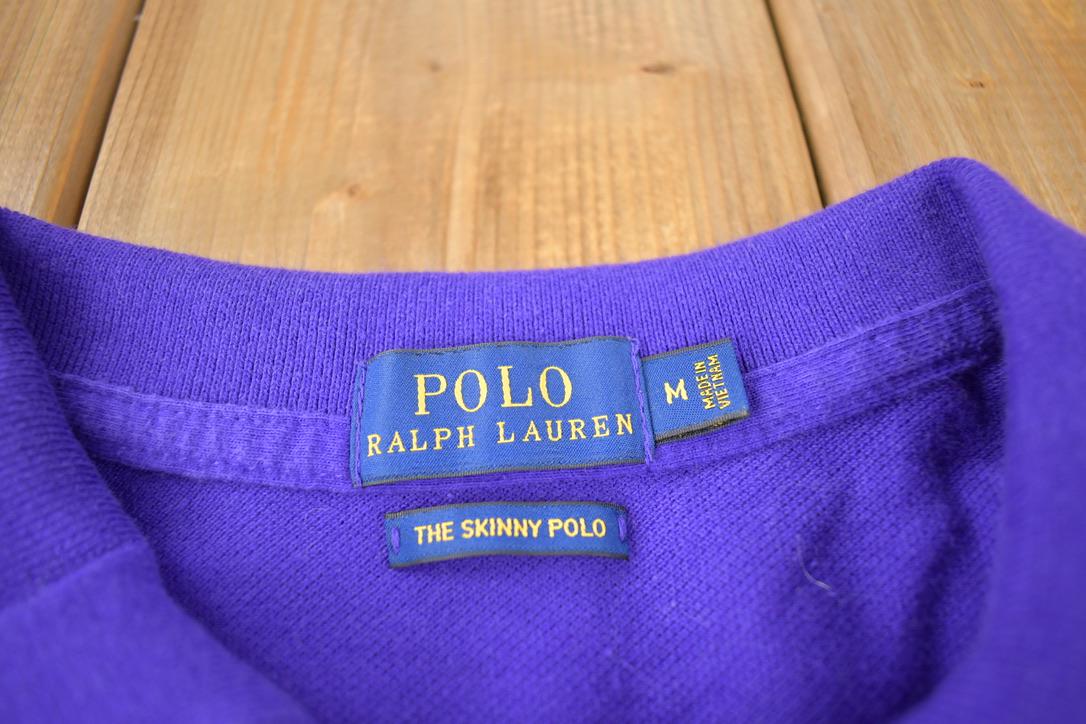 POLO
RALPH LAUREN
M
MADE IN
VIETNAM
THE SKINNY POLO